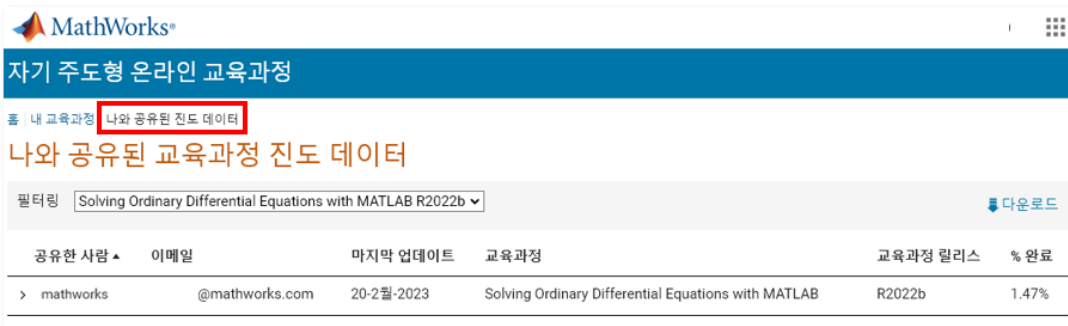 MathWorks®
자기 주도형 온라인 교육과정
홈 | 내 교육과정 나와 공유된 진도 데이터
나와 공유된 교육과정 진도 데이터
필터링 Solving Ordinary Differential Equations with MATLAB R2022b
다운로드
공유한 사람 이메일 마지막 업데이트 교육과정 교육과정 릴리스 % 완료
mathworks @mathworks.com 20-2월-2023 Solving Ordinary Differential Equations with MATLAB R2022b 1.47%